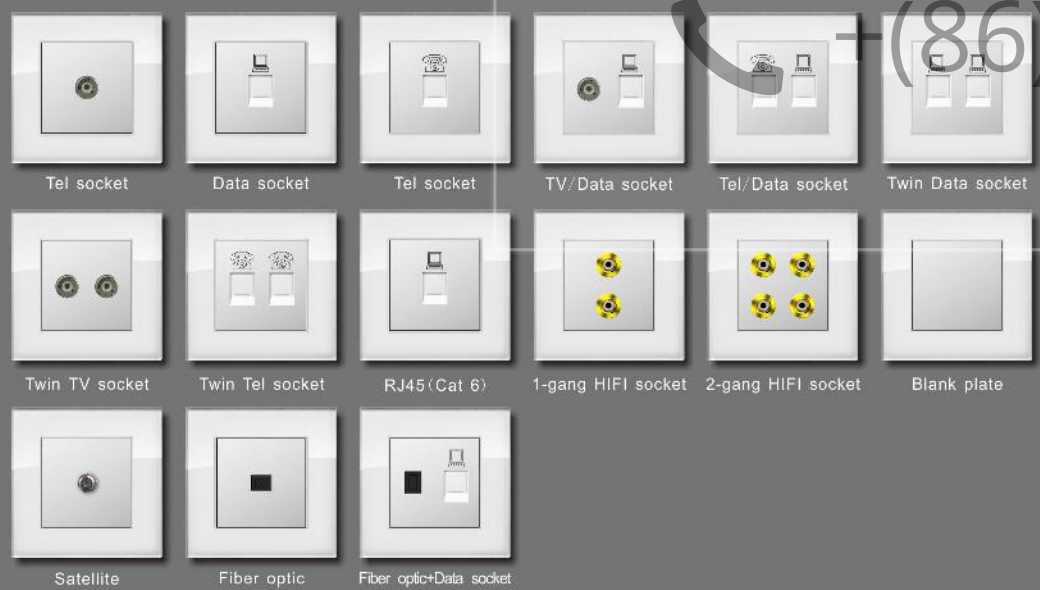 +(86)
Tel socket
Data socket
Tel socket
TV/Data socket
Tel/Data socket
Twin Data socket
Twin TV socket
Twin Tel socket
RJ45(Cat 6)
1-gang HIFI socket
2-gang HIFI socket
Blank plate
Satellite
Fiber optic
Fiber optic+Data socket